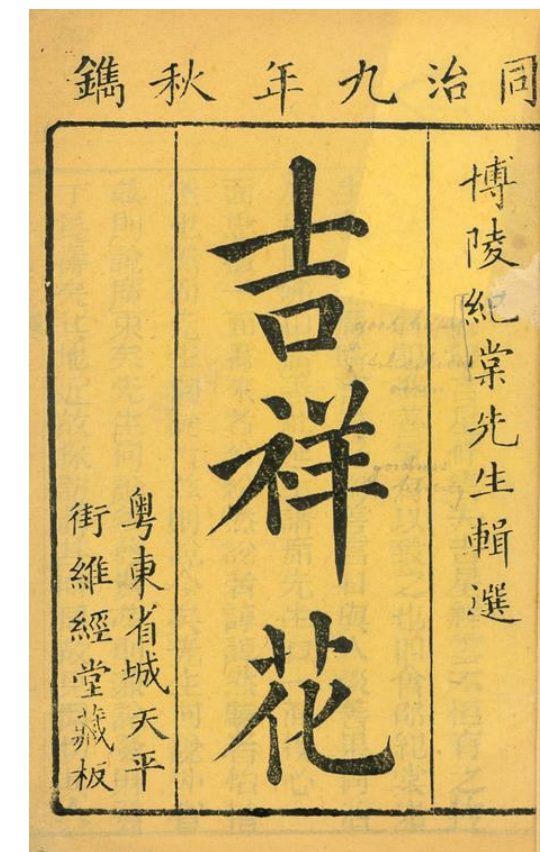 同治九年秋鐫
博陵紀棠先生輯選
吉祥花
粵東省城天平
街維經堂藏板